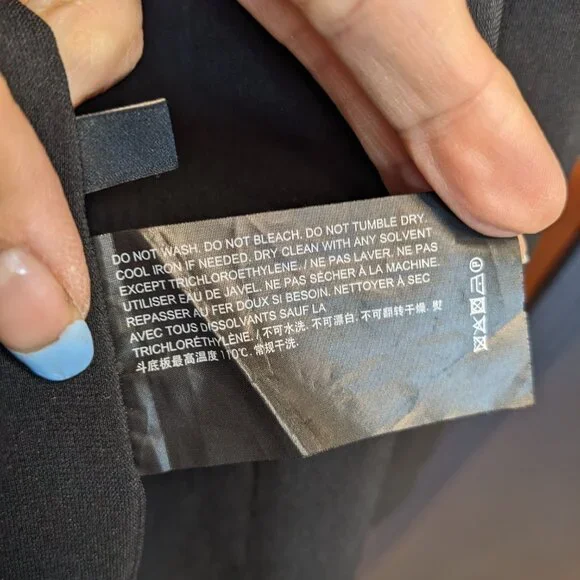 DO NOT WASH. DO NOT BLEACH. DO NOT TUMBLE DRY.
COOL IRON IF NEEDED. DRY CLEAN WITH ANY SOLVENT
EXCEPT TRICHLOROETHYLENE. / NE PAS LAVER. NE PAS
UTILISER EAU DE JAVEL. NE PAS SÉCHER À LA MACHINE.
REPASSER AU FER DOUX SI BESOIN. NETTOYER À SEC
AVEC TOUS DISSOLVANTS SAUF LA
TRICHLORÉTHYLÈNE. / 不可水洗. 不可漂白. 不可翻转干燥. 熨
斗底板最高温度 110℃. 常规干洗.